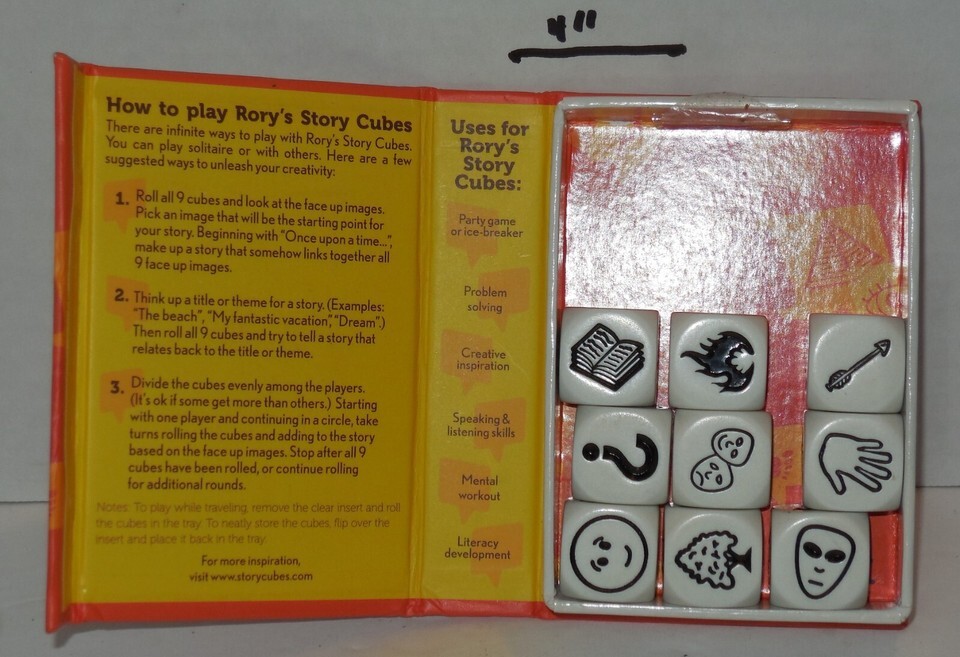 4"
How to play Rory's Story Cubes
There are infinite ways to play with Rory's Story Cubes.
You can play solitaire or with others. Here are a few
suggested ways to unleash your creativity:
1. Roll all 9 cubes and look at the face up images.
Pick an image that will be the starting point for
your story. Beginning with "Once upon a time...",
make up a story that somehow links together all
9 face up images.
2. Think up a title or theme for a story. (Examples:
"The beach", "My fantastic vacation", "Dream".)
Then roll all 9 cubes and try to tell a story that
relates back to the title or theme.
3. Divide the cubes evenly among the players.
(It's ok if some get more than others.) Starting
with one player and continuing in a circle, take
turns rolling the cubes and adding to the story
based on the face up images. Stop after all 9
cubes have been rolled, or continue rolling
for additional rounds.
Notes: To play while traveling, remove the clear insert and roll
the cubes in the tray. To neatly store the cubes, flip over the
insert and place it back in the tray.
For more inspiration,
visit www.storycubes.com
Uses for
Rory's
Story
Cubes:
Party game
or ice-breaker
Problem
solving
Creative
inspiration
Speaking &
listening skills
Mental
workout
Literacy
development
?